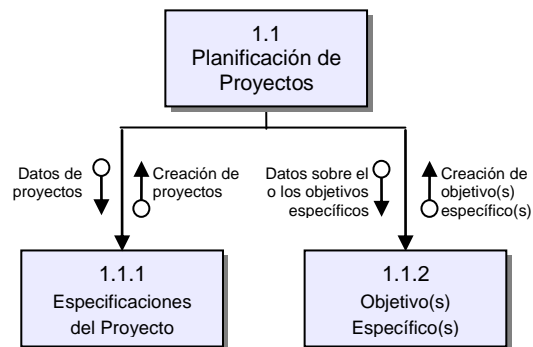 1.1
Planificación de
Proyectos
Datos de
proyectos
Creación de
proyectos
Datos sobre el
o los objetivos
específicos
Creación de
objetivo(s)
específico(s)
1.1.1
Especificaciones
del Proyecto
1.1.2
Objetivo(s)
Específico(s)